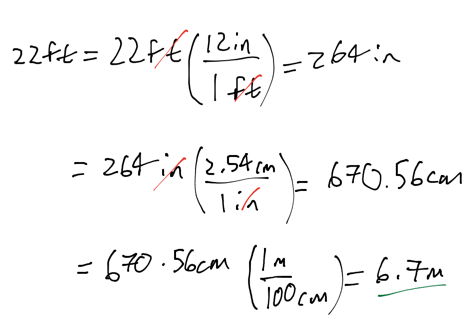 22ft = 22ft (12in / 1ft) = 264in
= 264in (2.54cm / 1in) = 670.56cm
= 670.56cm (1m / 100cm) = 6.7m